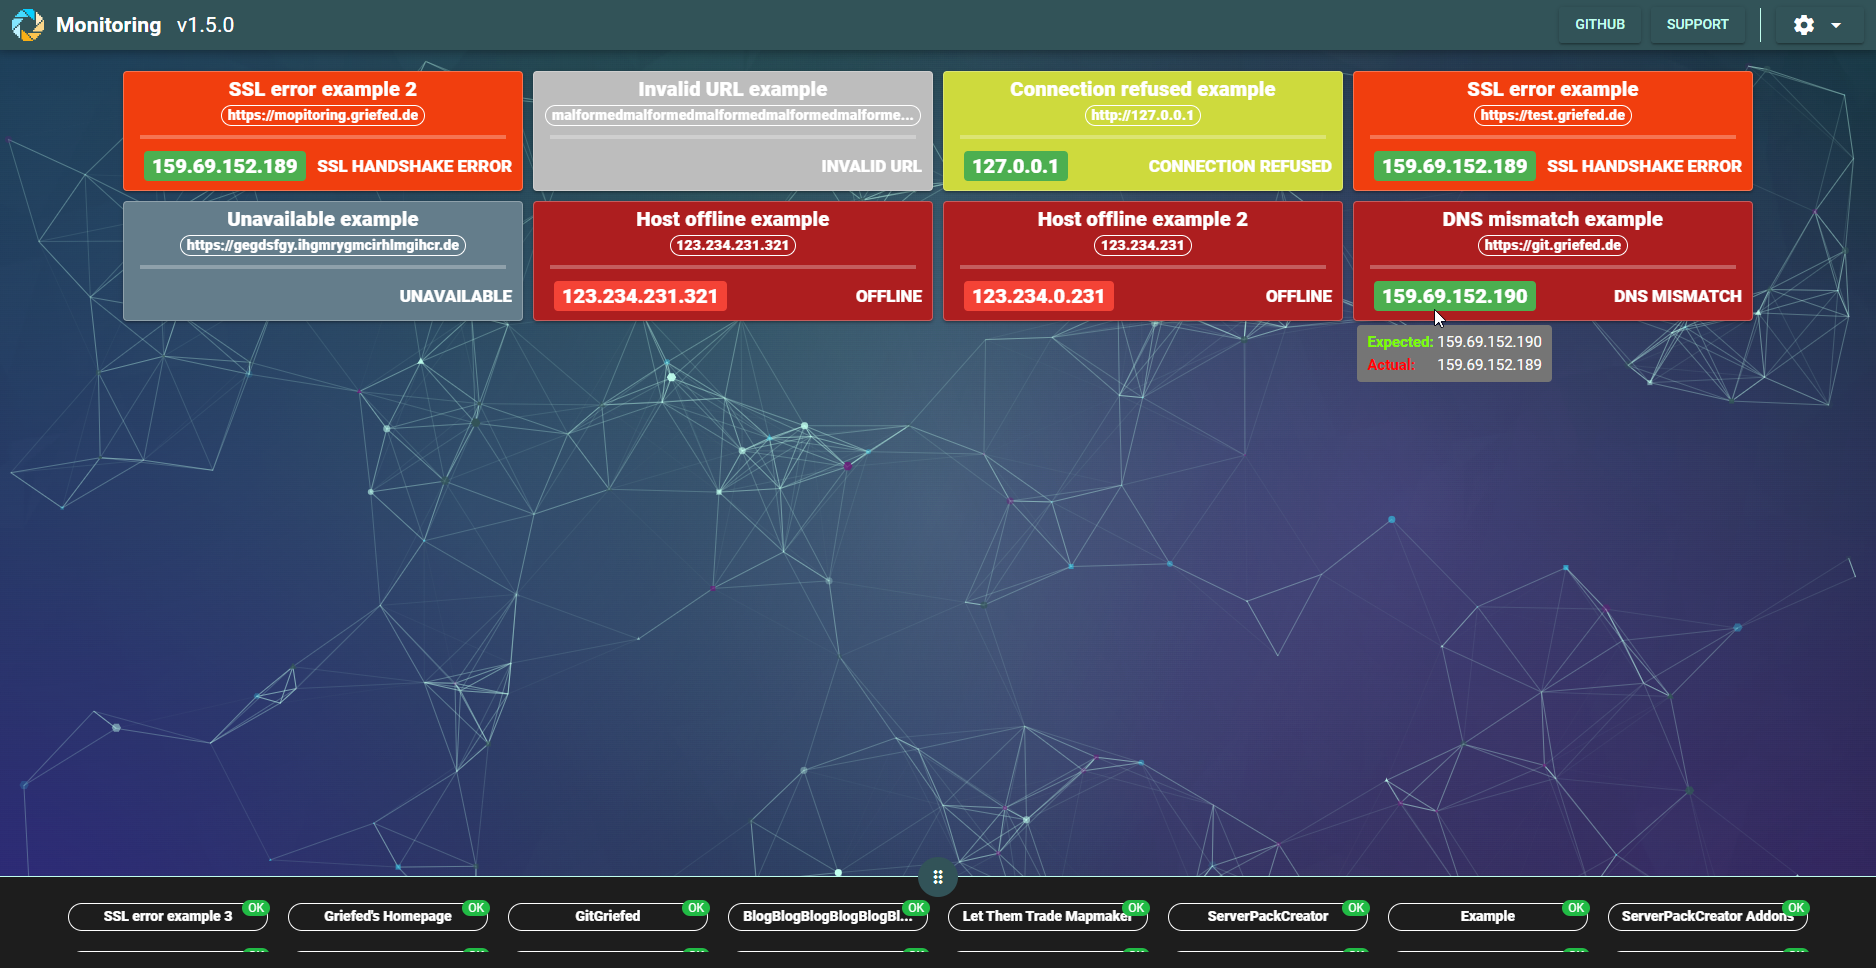 Monitoring v1.5.0
GITHUB
SUPPORT
SSL error example 2
https://mopitoring.griefed.de
159.69.152.189 SSL HANDSHAKE ERROR
Invalid URL example
malformedmalformedmalformedmalformedmalforme...
INVALID URL
Connection refused example
http://127.0.0.1
127.0.0.1 CONNECTION REFUSED
SSL error example
https://test.griefed.de
159.69.152.189 SSL HANDSHAKE ERROR
Unavailable example
https://gegdsfgy.ihgmrygmcirhlmgihcr.de
UNAVAILABLE
Host offline example
123.234.231.321
123.234.231.321 OFFLINE
Host offline example 2
123.234.231
123.234.0.231 OFFLINE
DNS mismatch example
https://git.griefed.de
159.69.152.190 DNS MISMATCH
Expected: 159.69.152.190
Actual: 159.69.152.189
SSL error example 3 OK
Griefed's Homepage OK
GitGriefed OK
BlogBlogBlogBlogBlogBl... OK
Let Them Trade Mapmaker OK
ServerPackCreator OK
Example OK
ServerPackCreator Addons OK